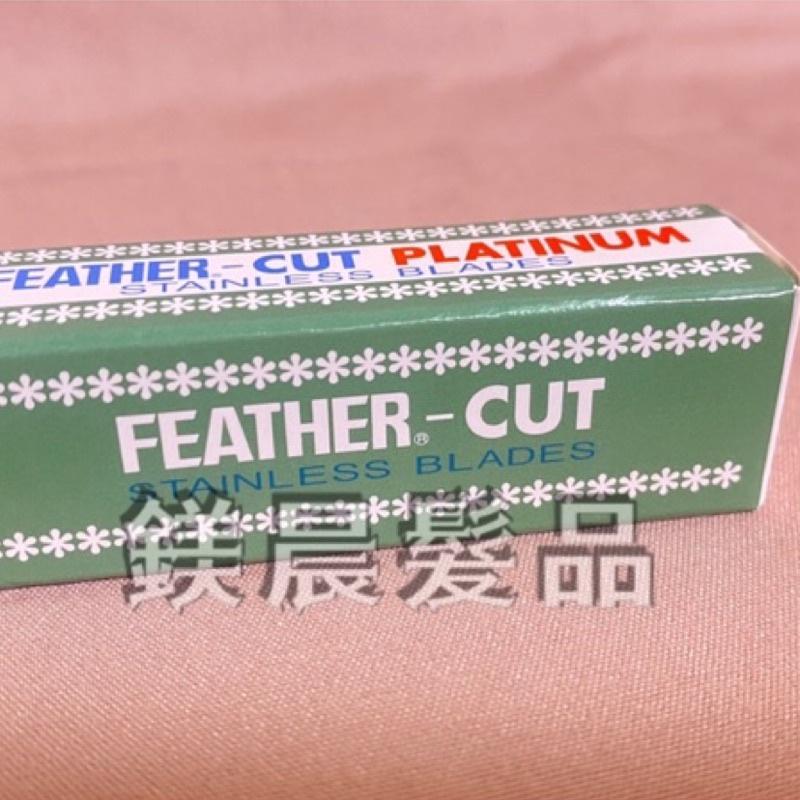 FEATHER-CUT PLATINUM
STAINLESS BLADES
FEATHER®-CUT
STAINLESS BLADES
鎂晨髮品